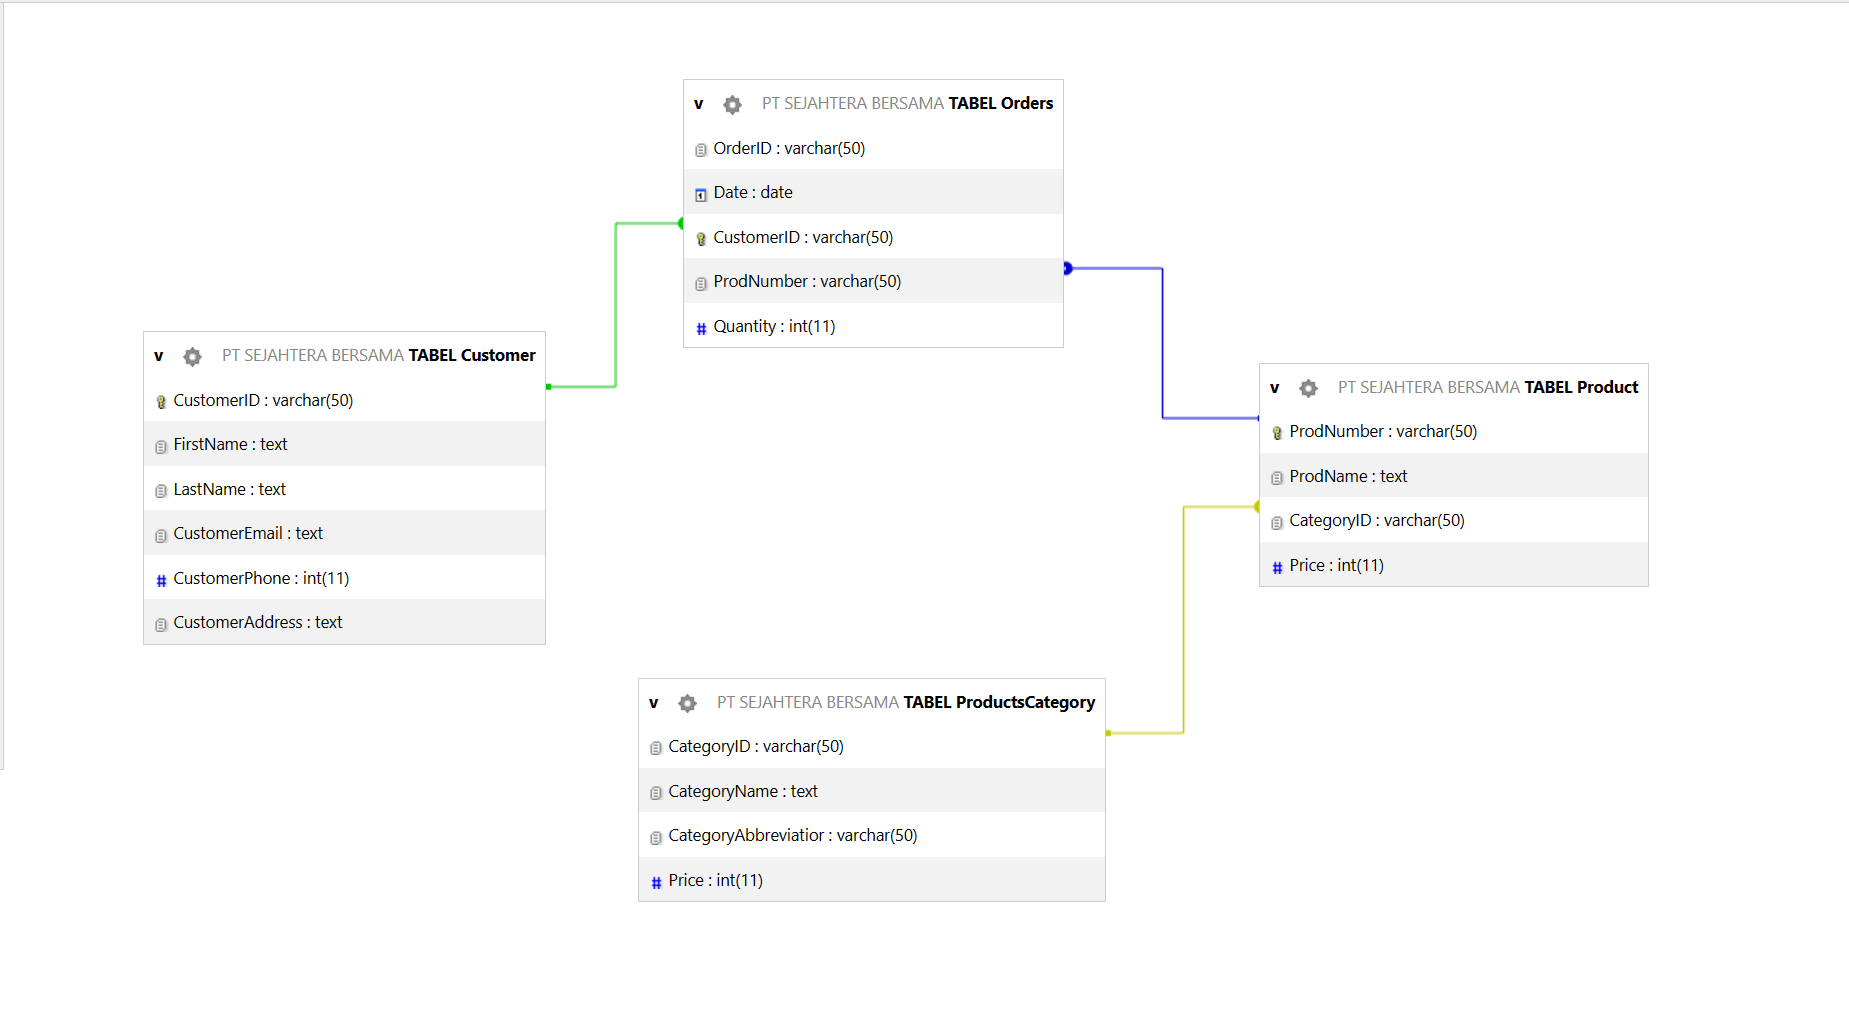 v PT SEJAHTERA BERSAMA TABEL Orders
OrderID : varchar(50)
Date : date
CustomerID : varchar(50)
ProdNumber : varchar(50)
# Quantity : int(11)
v PT SEJAHTERA BERSAMA TABEL Customer
CustomerID : varchar(50)
FirstName : text
LastName : text
CustomerEmail : text
# CustomerPhone : int(11)
CustomerAddress : text
v PT SEJAHTERA BERSAMA TABEL Product
ProdNumber : varchar(50)
ProdName : text
CategoryID : varchar(50)
# Price : int(11)
v PT SEJAHTERA BERSAMA TABEL ProductsCategory
CategoryID : varchar(50)
CategoryName : text
CategoryAbbreviatior : varchar(50)
# Price : int(11)